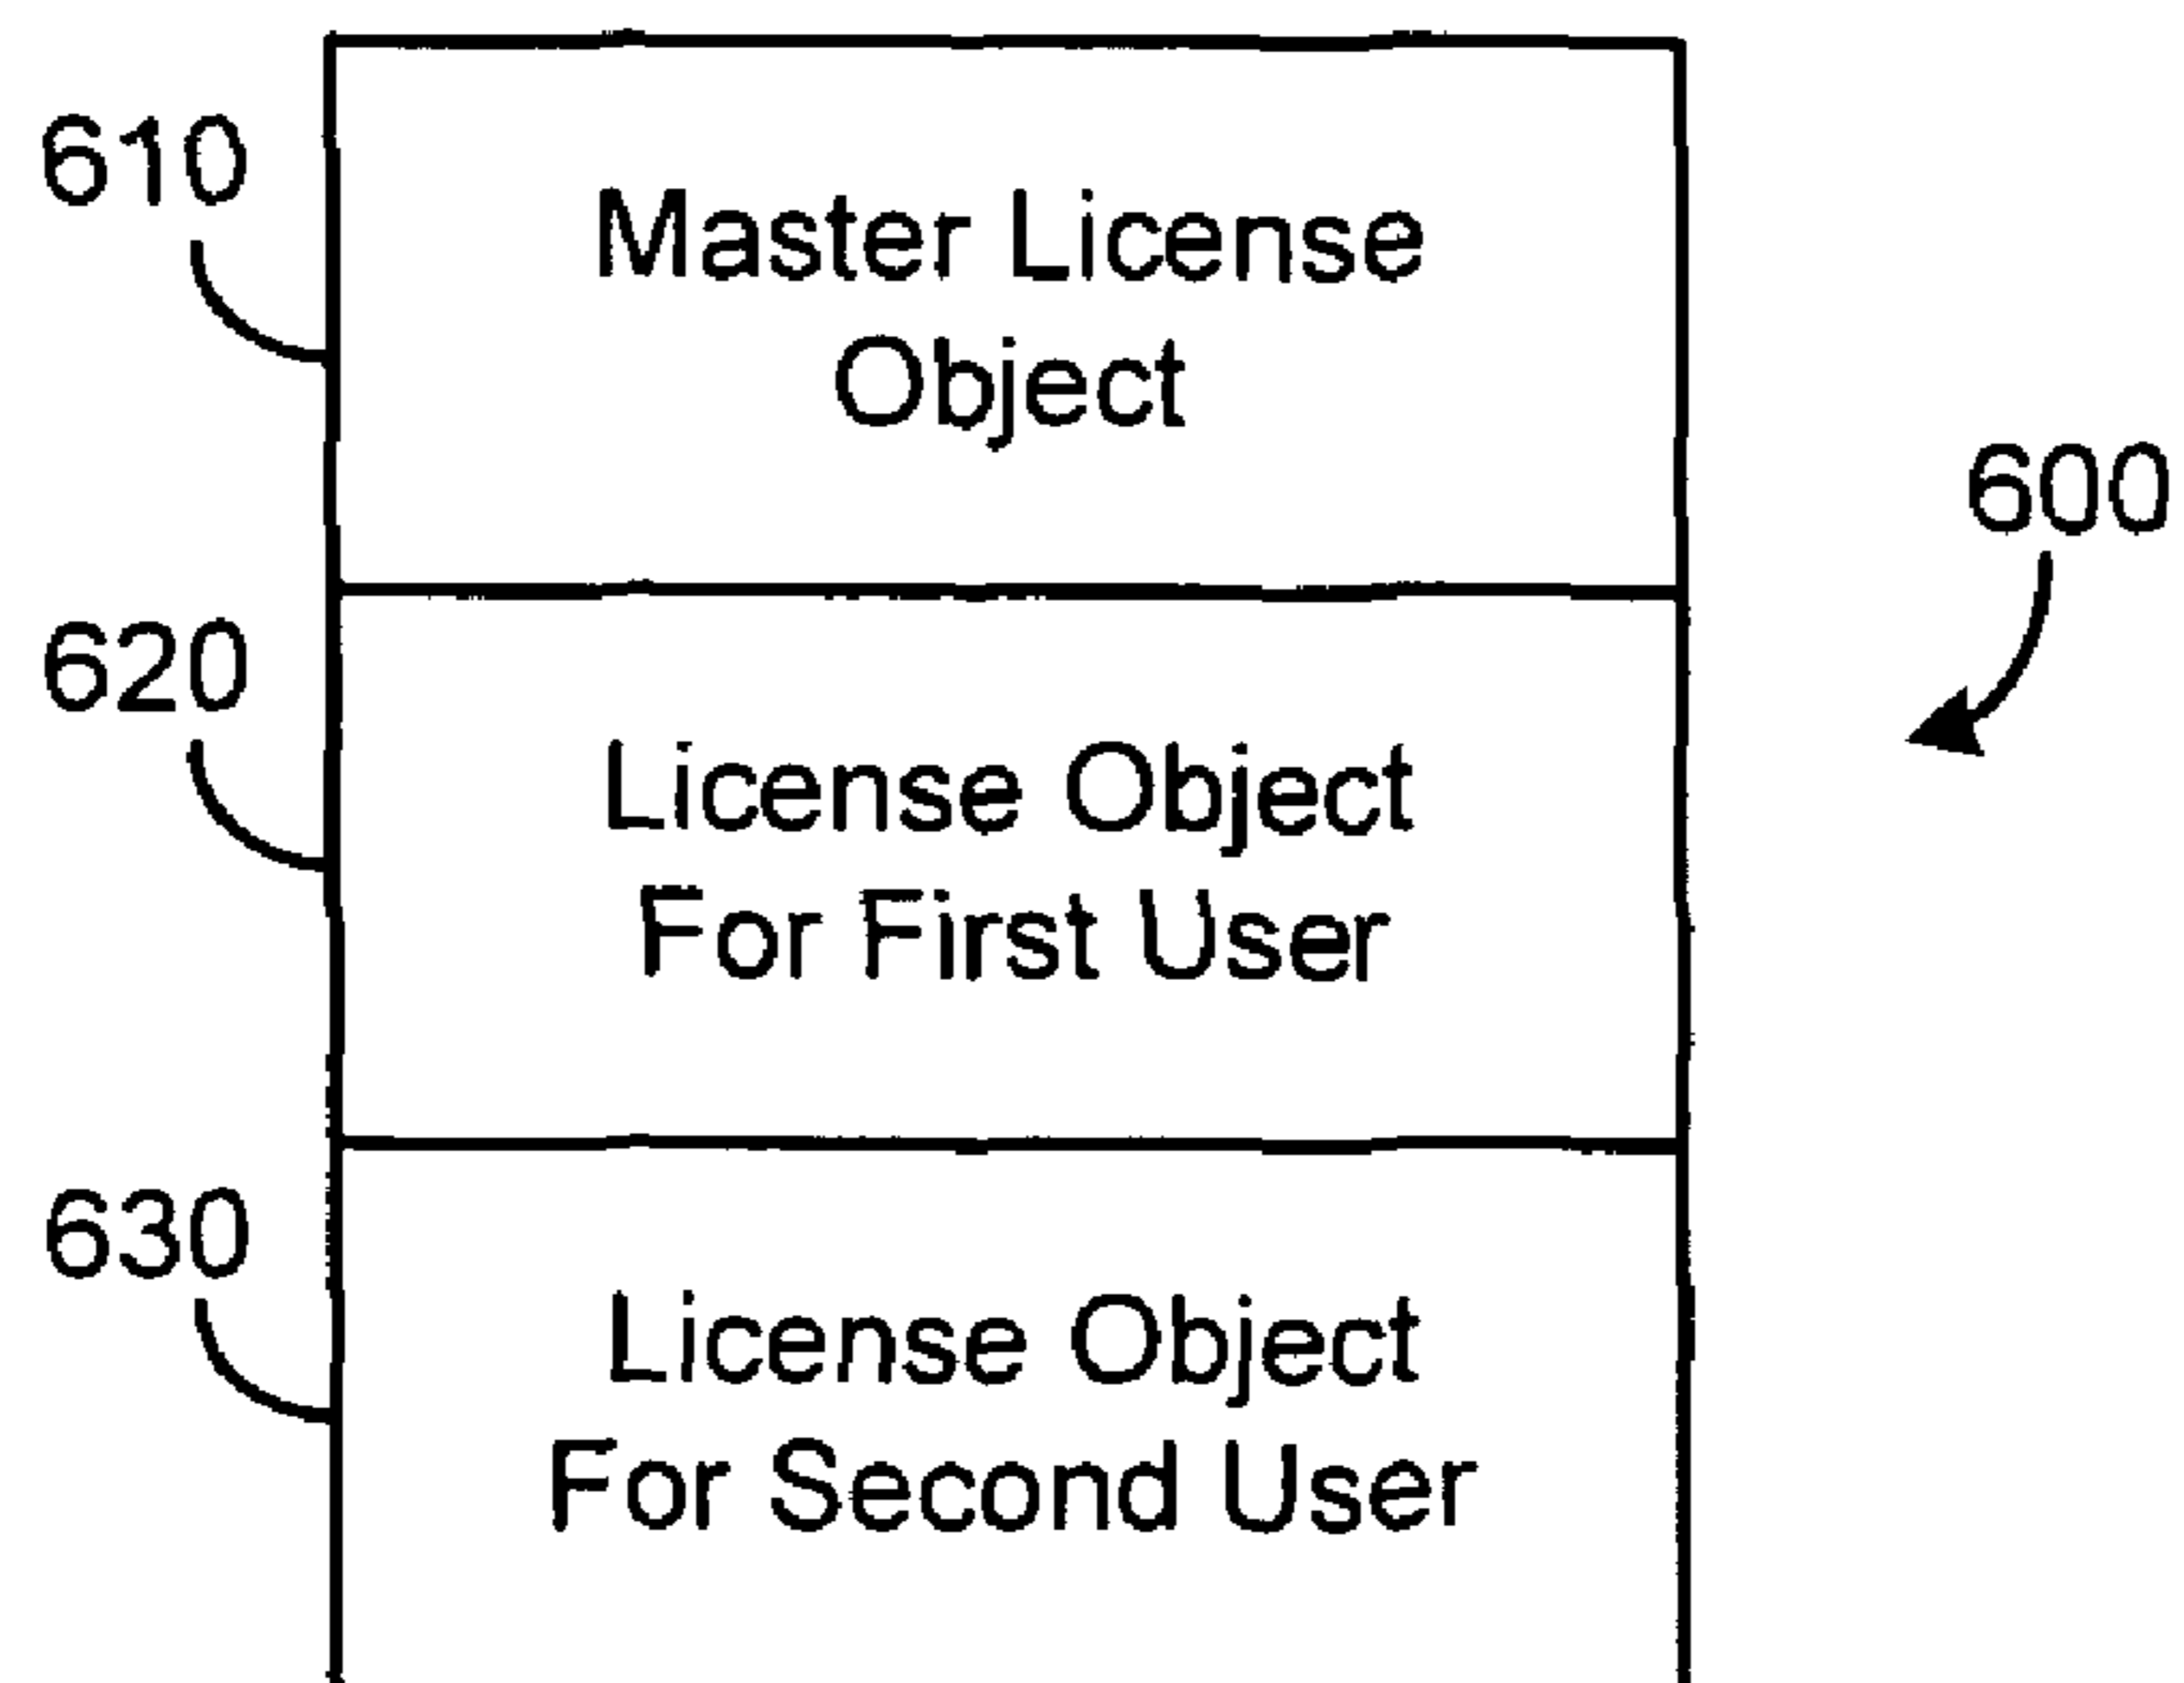 610
Master License
Object
600
620
License Object
For First User
630
License Object
For Second User